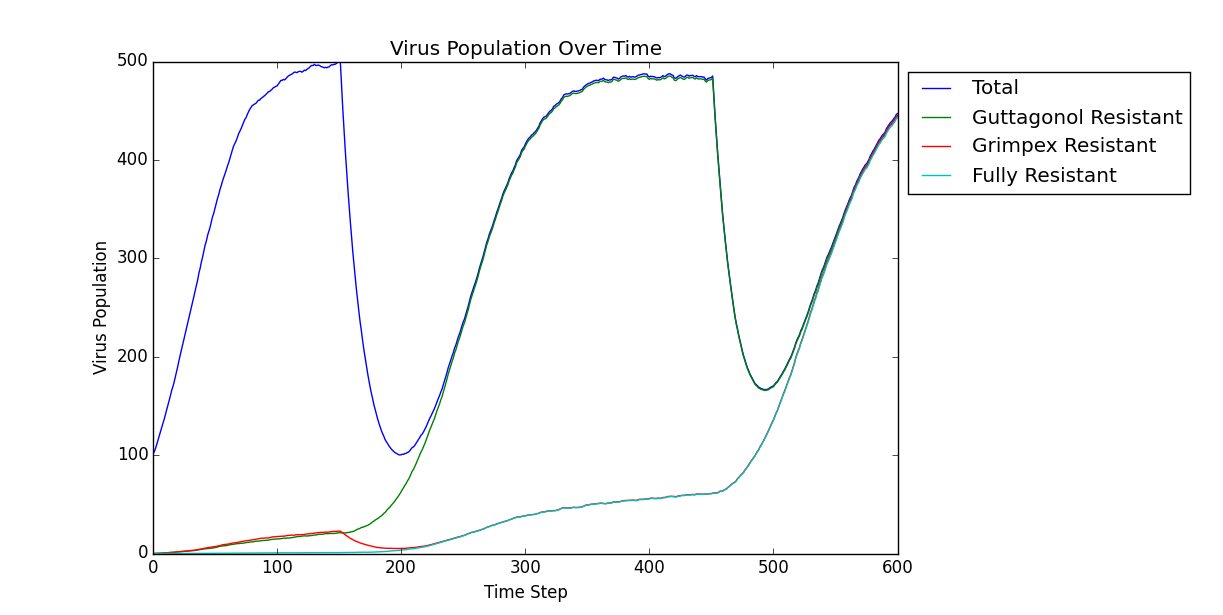 Virus Population Over Time
500
400
300
200
100
0
Virus Population
0 100 200 300 400 500 600
Time Step
Total
Guttagonol Resistant
Grimpex Resistant
Fully Resistant